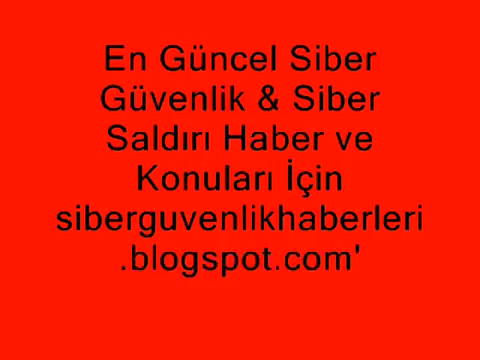 En Güncel Siber
Güvenlik & Siber
Saldırı Haber ve
Konuları İçin
siberguvenlikhaberleri
.blogspot.com'